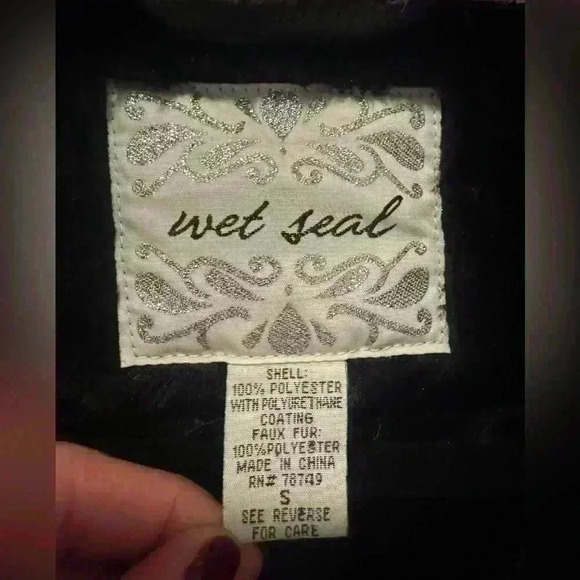 wet seal
SHELL:
100% POLYESTER
WITH POLYURETHANE
COATING
FAUX FUR:
100%POLYESTER
MADE IN CHINA
RN# 78749
S
SEE REVERSE
FOR CARE